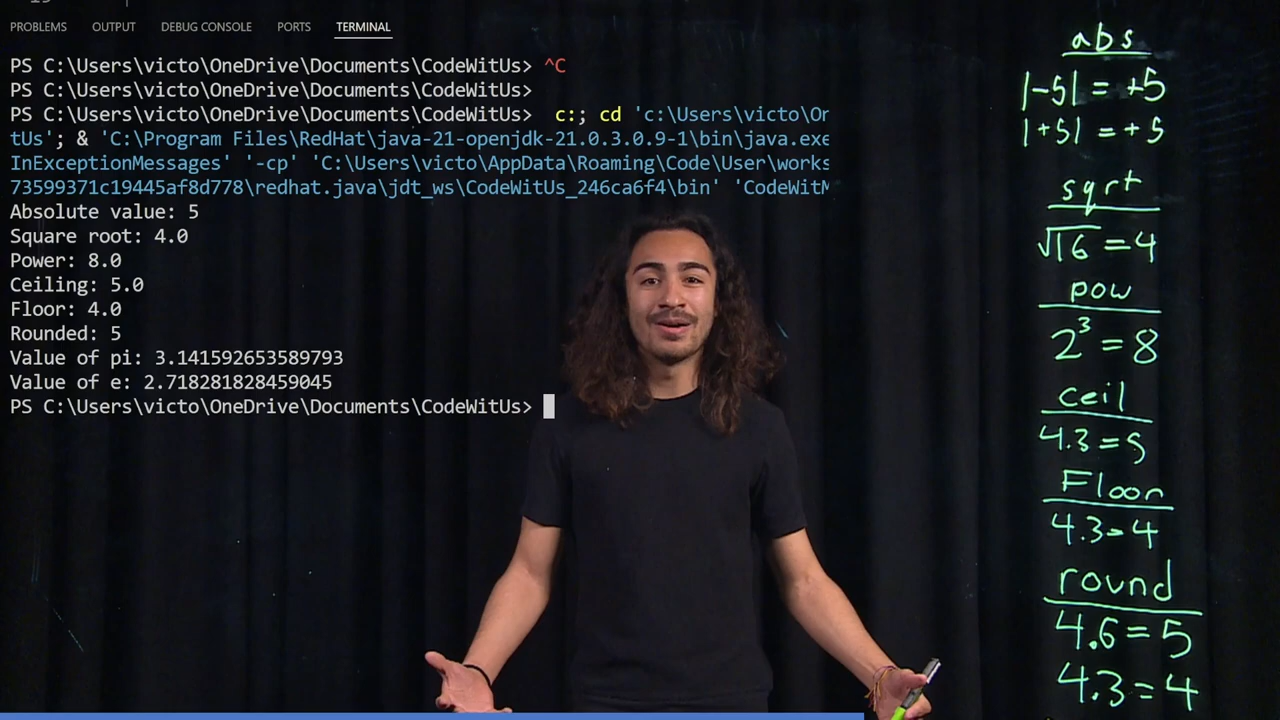 PROBLEMS OUTPUT DEBUG CONSOLE PORTS TERMINAL
PS C:\Users\victo\OneDrive\Documents\CodeWitUs> ^C
PS C:\Users\victo\OneDrive\Documents\CodeWitUs>
PS C:\Users\victo\OneDrive\Documents\CodeWitUs> c:; cd 'c:\Users\victo\On
tUs'; & 'C:\Program Files\RedHat\java-21-openjdk-21.0.3.0.9-1\bin\java.exe
InExceptionMessages' '-cp' 'C:\Users\victo\AppData\Roaming\Code\User\works
73599371c19445af8d778\redhat.java\jdt_ws\CodeWitUs_246ca6f4\bin' 'CodeWitM
Absolute value: 5
Square root: 4.0
Power: 8.0
Ceiling: 5.0
Floor: 4.0
Rounded: 5
Value of pi: 3.141592653589793
Value of e: 2.718281828459045
PS C:\Users\victo\OneDrive\Documents\CodeWitUs>
abs
|-5| = +5
|+5| = +5
sqrt
√16 = 4
pow
2³ = 8
ceil
4.3 = 5
Floor
4.3 = 4
round
4.6 = 5
4.3 = 4